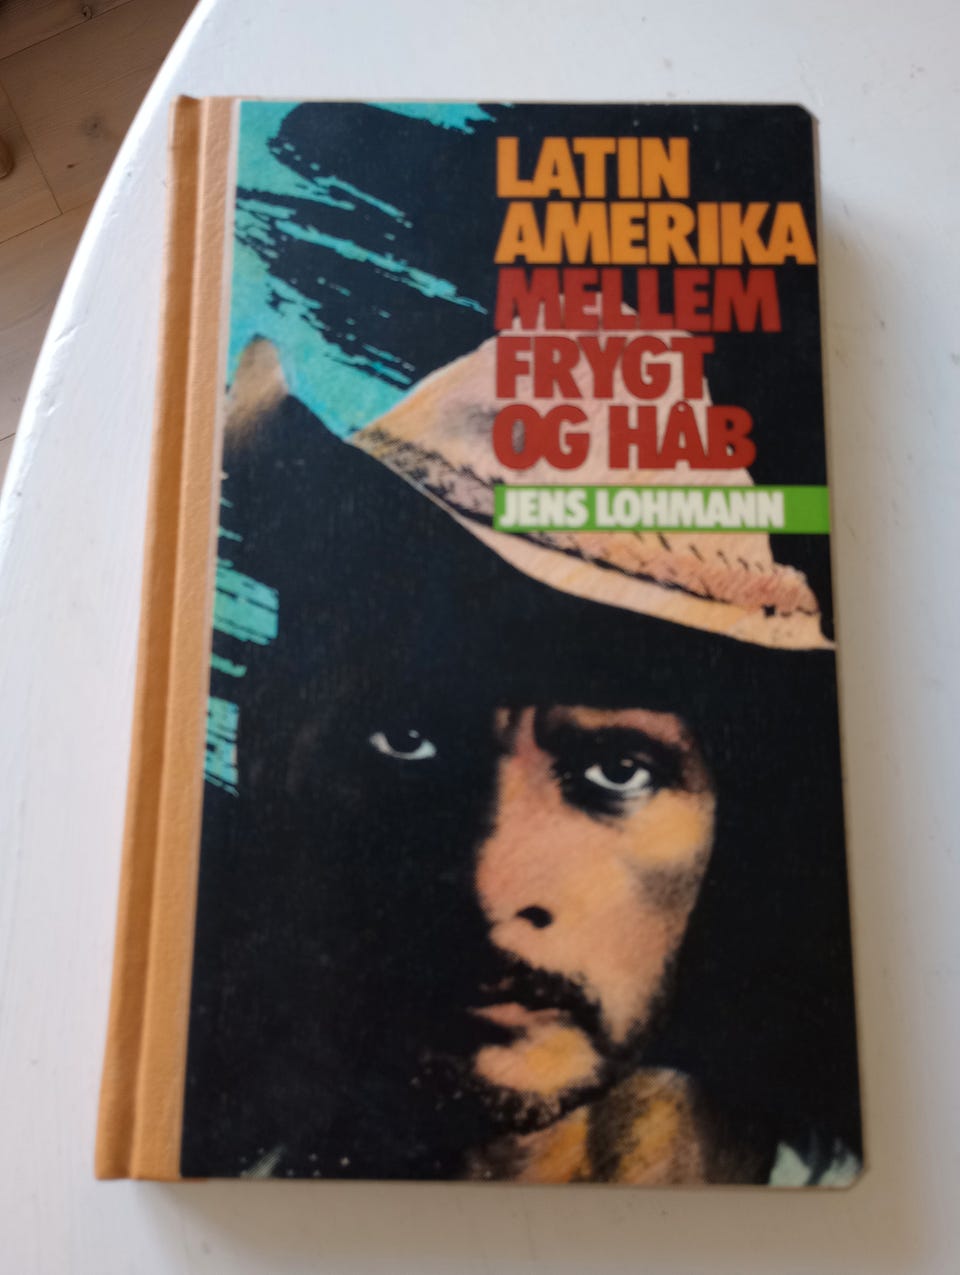 LATIN
AMERIKA
MELLEM
FRYGT
OG HÅB
JENS LOHMANN